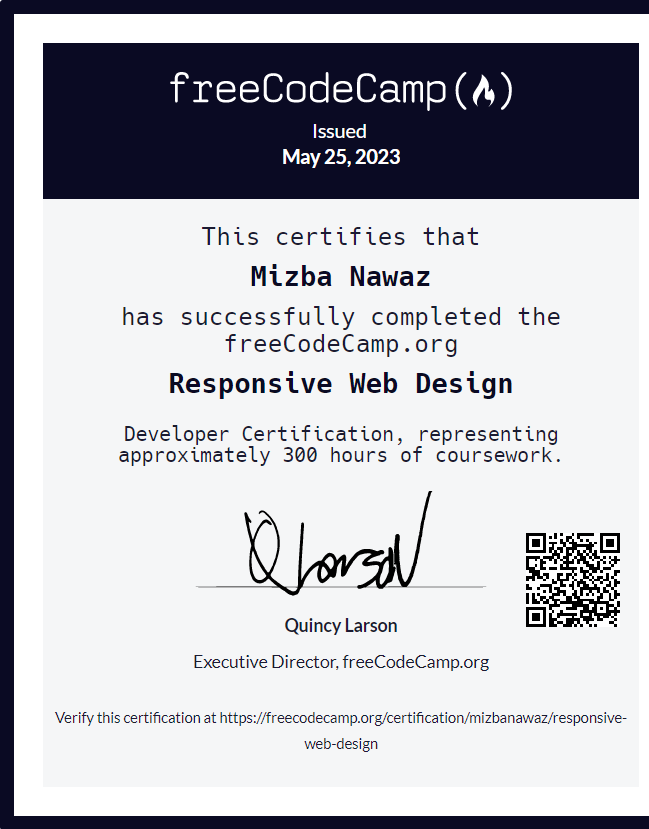 freeCodeCamp(🔥)
Issued
May 25, 2023
This certifies that
Mizba Nawaz
has successfully completed the
freeCodeCamp.org
Responsive Web Design
Developer Certification, representing
approximately 300 hours of coursework.
QLarson
Quincy Larson
Executive Director, freeCodeCamp.org
Verify this certification at https://freecodecamp.org/certification/mizbanawaz/responsive-
web-design